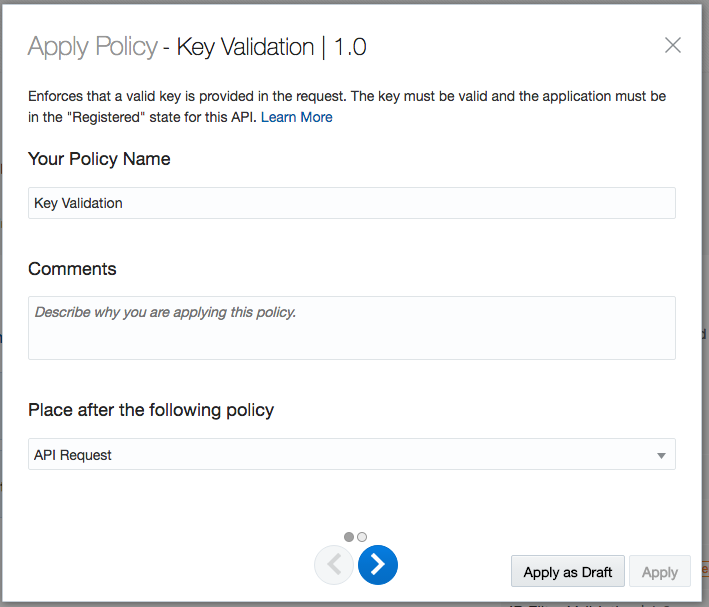 Apply Policy - Key Validation | 1.0
Enforces that a valid key is provided in the request. The key must be valid and the application must be
in the "Registered" state for this API. Learn More
Your Policy Name
Key Validation
Comments
Describe why you are applying this policy.
Place after the following policy
API Request
Apply as Draft
Apply